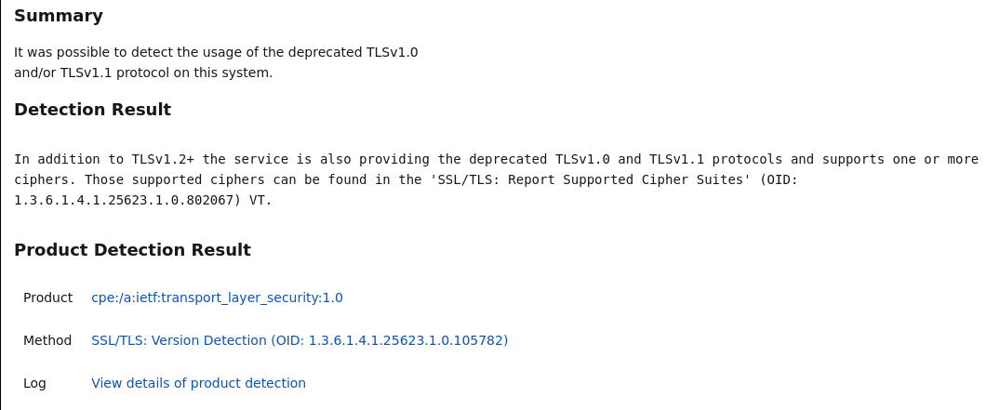 Summary
It was possible to detect the usage of the deprecated TLSv1.0
and/or TLSv1.1 protocol on this system.
Detection Result
In addition to TLSv1.2+ the service is also providing the deprecated TLSv1.0 and TLSv1.1 protocols and supports one or more
ciphers. Those supported ciphers can be found in the 'SSL/TLS: Report Supported Cipher Suites' (OID:
1.3.6.1.4.1.25623.1.0.802067) VT.
Product Detection Result
Product cpe:/a:ietf:transport_layer_security:1.0
Method SSL/TLS: Version Detection (OID: 1.3.6.1.4.1.25623.1.0.105782)
Log View details of product detection